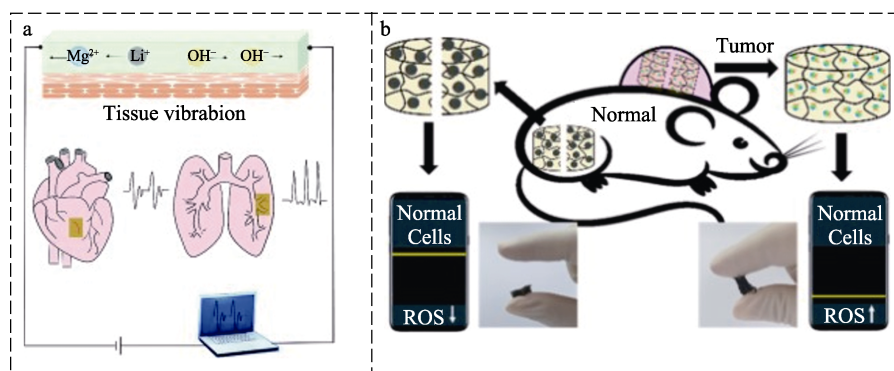 a
Mg²⁺
Li⁺
OH⁻
OH⁻
Tissue vibrabion
b
Tumor
Normal
Normal
Cells
ROS↓
Normal
Cells
ROS↑